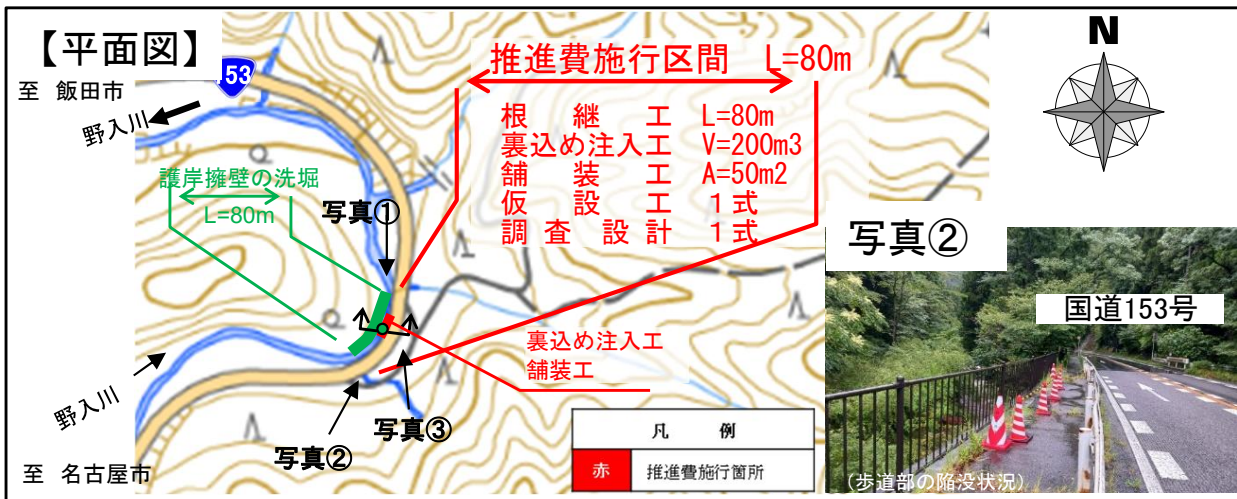 【平面図】
至 飯田市
153
野入川
護岸擁壁の洗堀
L=80m
写真①
推進費施行区間 L=80m
根継工 L=80m
裏込め注入工 V=200m3
舗装工 A=50m2
仮設工 1式
調査設計 1式
裏込め注入工
舗装工
野入川
写真②
写真③
至 名古屋市
凡 例
赤 推進費施行箇所
N
写真②
国道153号
(歩道部の陥没状況)